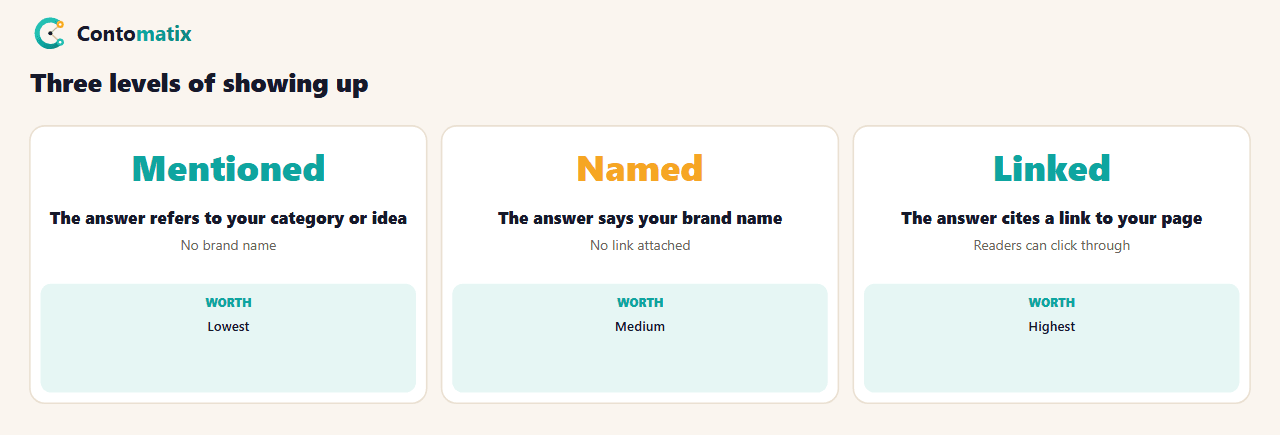 Contomatix
Three levels of showing up
Mentioned
The answer refers to your category or idea
No brand name
WORTH
Lowest
Named
The answer says your brand name
No link attached
WORTH
Medium
Linked
The answer cites a link to your page
Readers can click through
WORTH
Highest